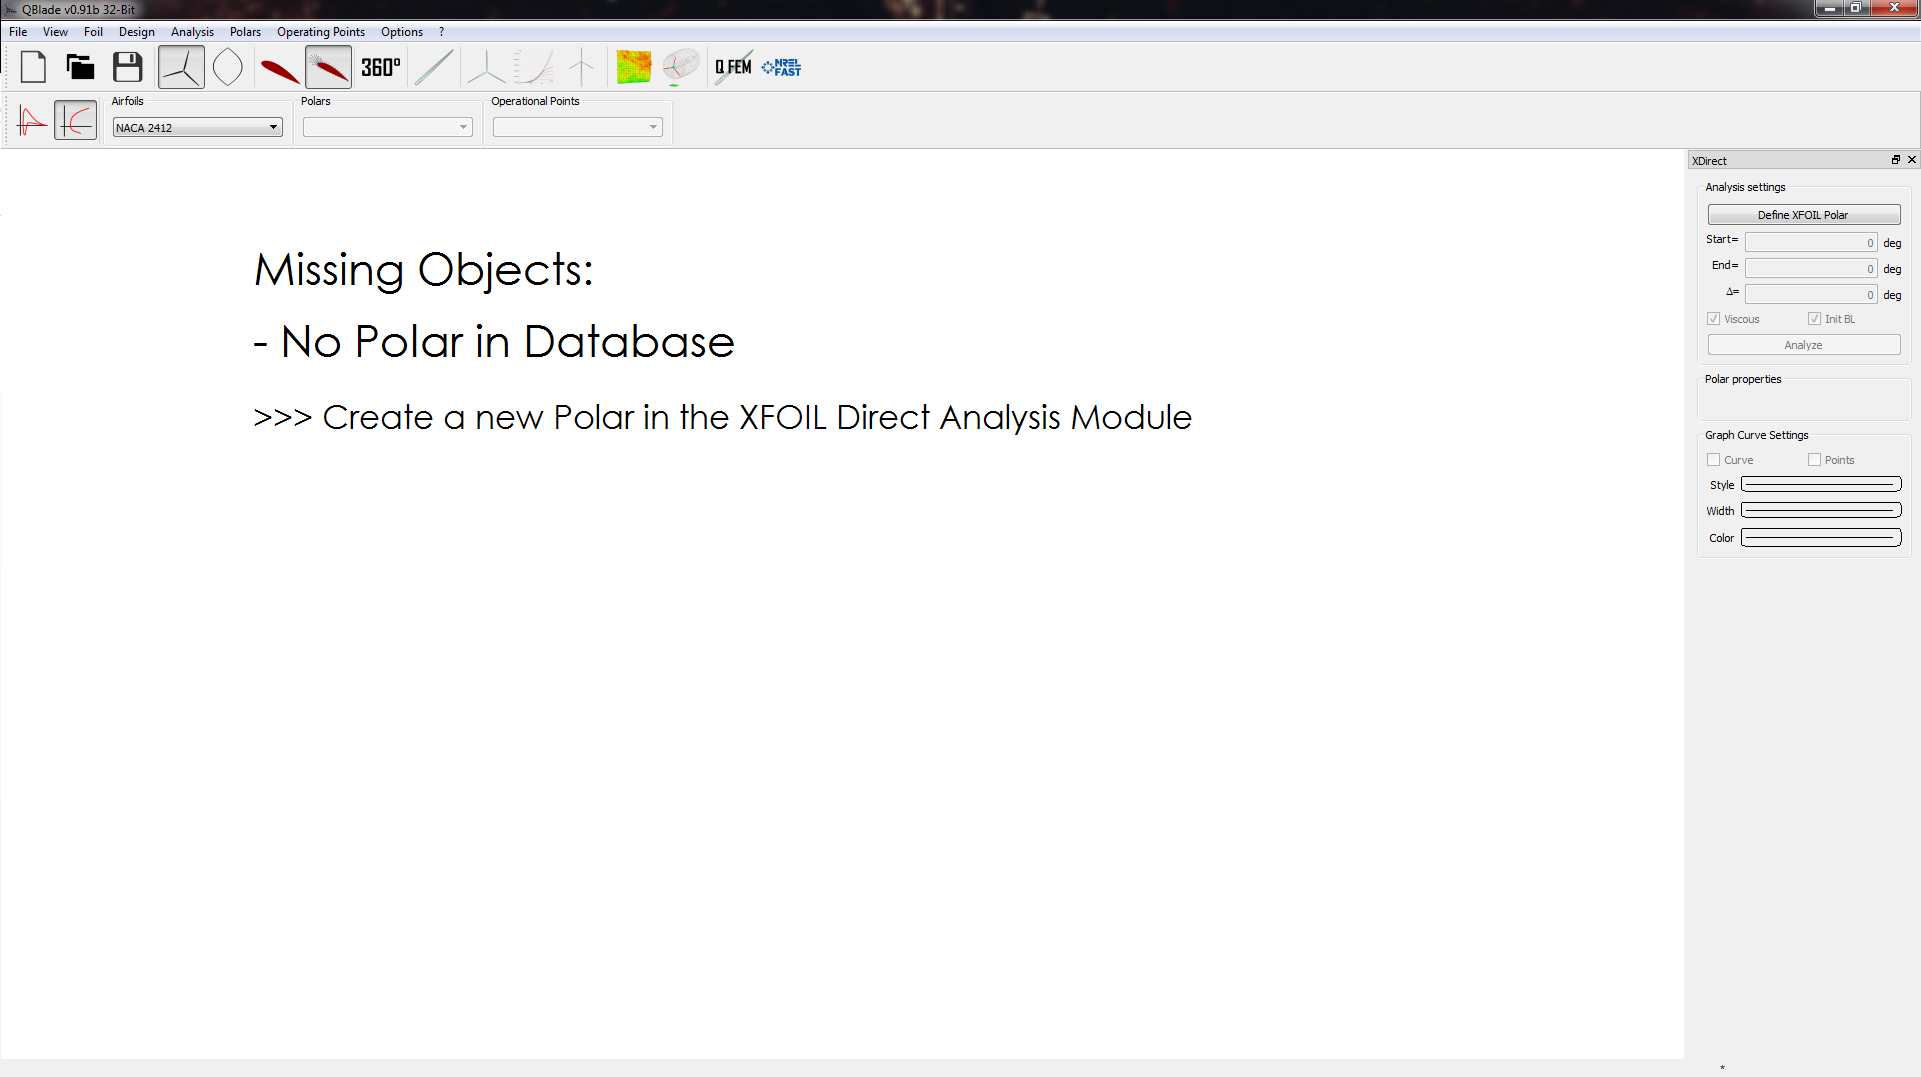 QBlade v0.91b 32-Bit
File View Foil Design Analysis Polars Operating Points Options ?
360° Q FEM NREL FAST
Airfoils Polars Operational Points
NACA 2412
XDirect
Analysis settings
Define XFOIL Polar
Start= 0 deg
End= 0 deg
Δ= 0 deg
Viscous Init BL
Analyze
Polar properties
Graph Curve Settings
Curve Points
Style
Width
Color
Missing Objects:
- No Polar in Database
>>> Create a new Polar in the XFOIL Direct Analysis Module
*